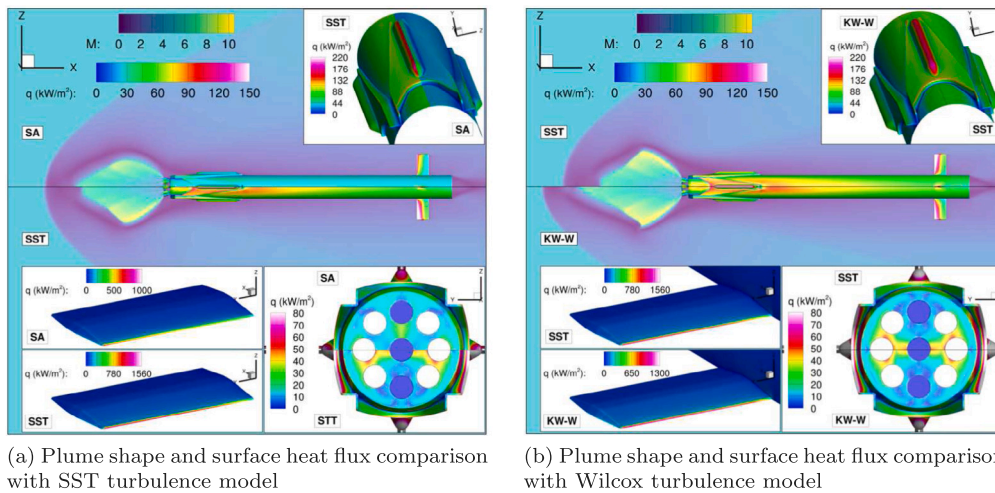 Z
X
M:
0 2 4 6 8 10
q (kW/m²):
0 30 60 90 120 150
SA
SST
SST
q (kW/m²)
220
176
132
88
44
0
SA
q (kW/m²):
0 500 1000
SA
q (kW/m²):
0 780 1560
SST
SA
q (kW/m²)
80
70
60
50
40
30
20
10
0
STT
Z
X
M:
0 2 4 6 8 10
q (kW/m²):
0 30 60 90 120 150
SST
KW-W
KW-W
q (kW/m²)
220
176
132
88
44
0
SST
q (kW/m²):
0 780 1560
SST
q (kW/m²):
0 650 1300
KW-W
SST
q (kW/m²)
80
70
60
50
40
30
20
10
0
KW-W
(a) Plume shape and surface heat flux comparison
with SST turbulence model
(b) Plume shape and surface heat flux comparison
with Wilcox turbulence model